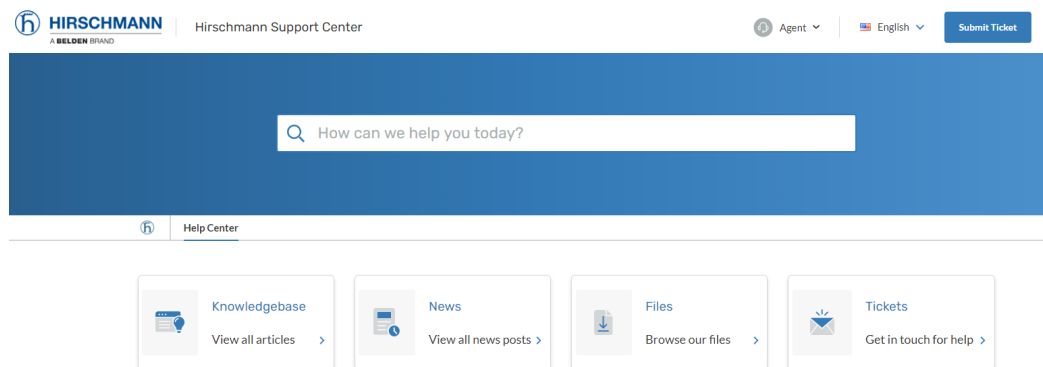 HIRSCHMANN
A BELDEN BRAND
Hirschmann Support Center
Agent
English
Submit Ticket
How can we help you today?
Help Center
Knowledgebase
View all articles
News
View all news posts
Files
Browse our files
Tickets
Get in touch for help